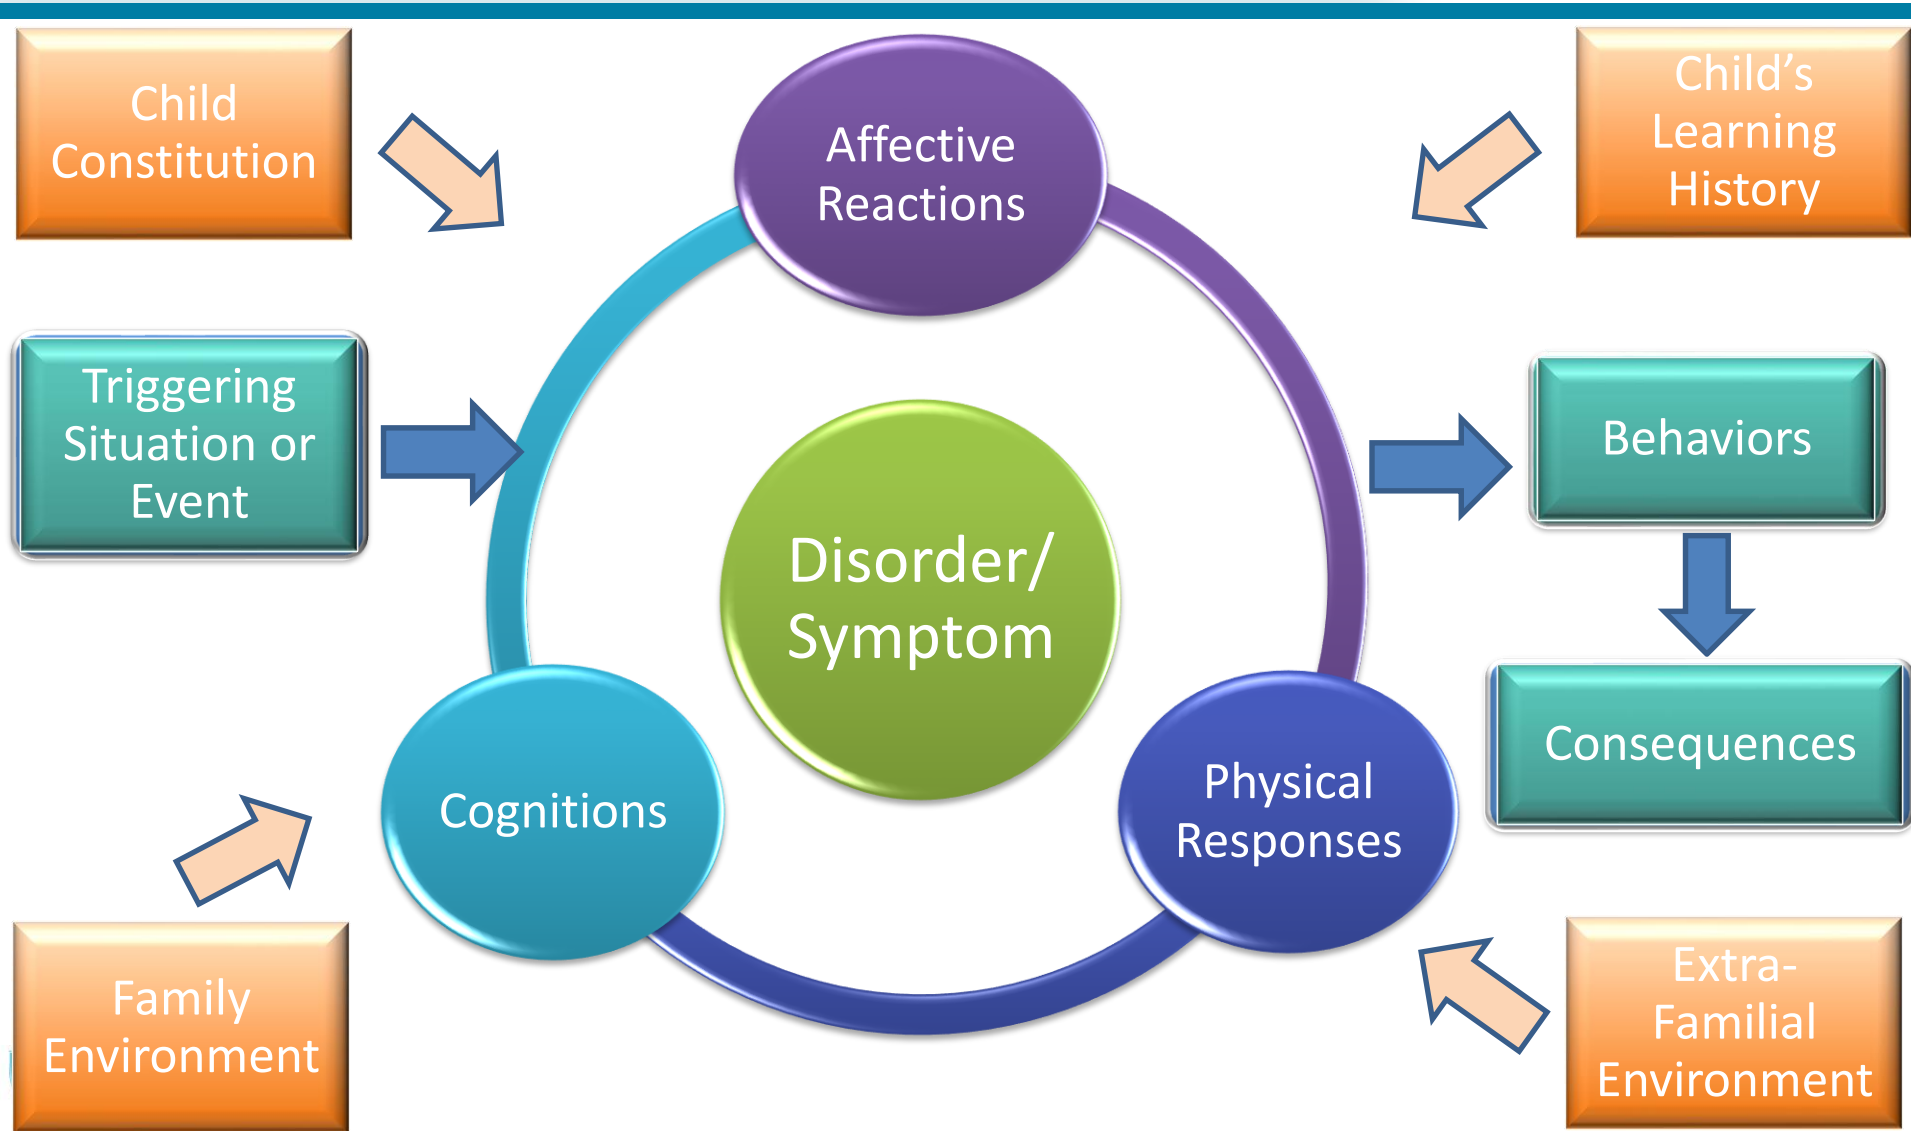 Child
Constitution
Affective
Reactions
Child’s
Learning
History
Triggering
Situation or
Event
Behaviors
Disorder/
Symptom
Consequences
Cognitions
Physical
Responses
Family
Environment
Extra-
Familial
Environment